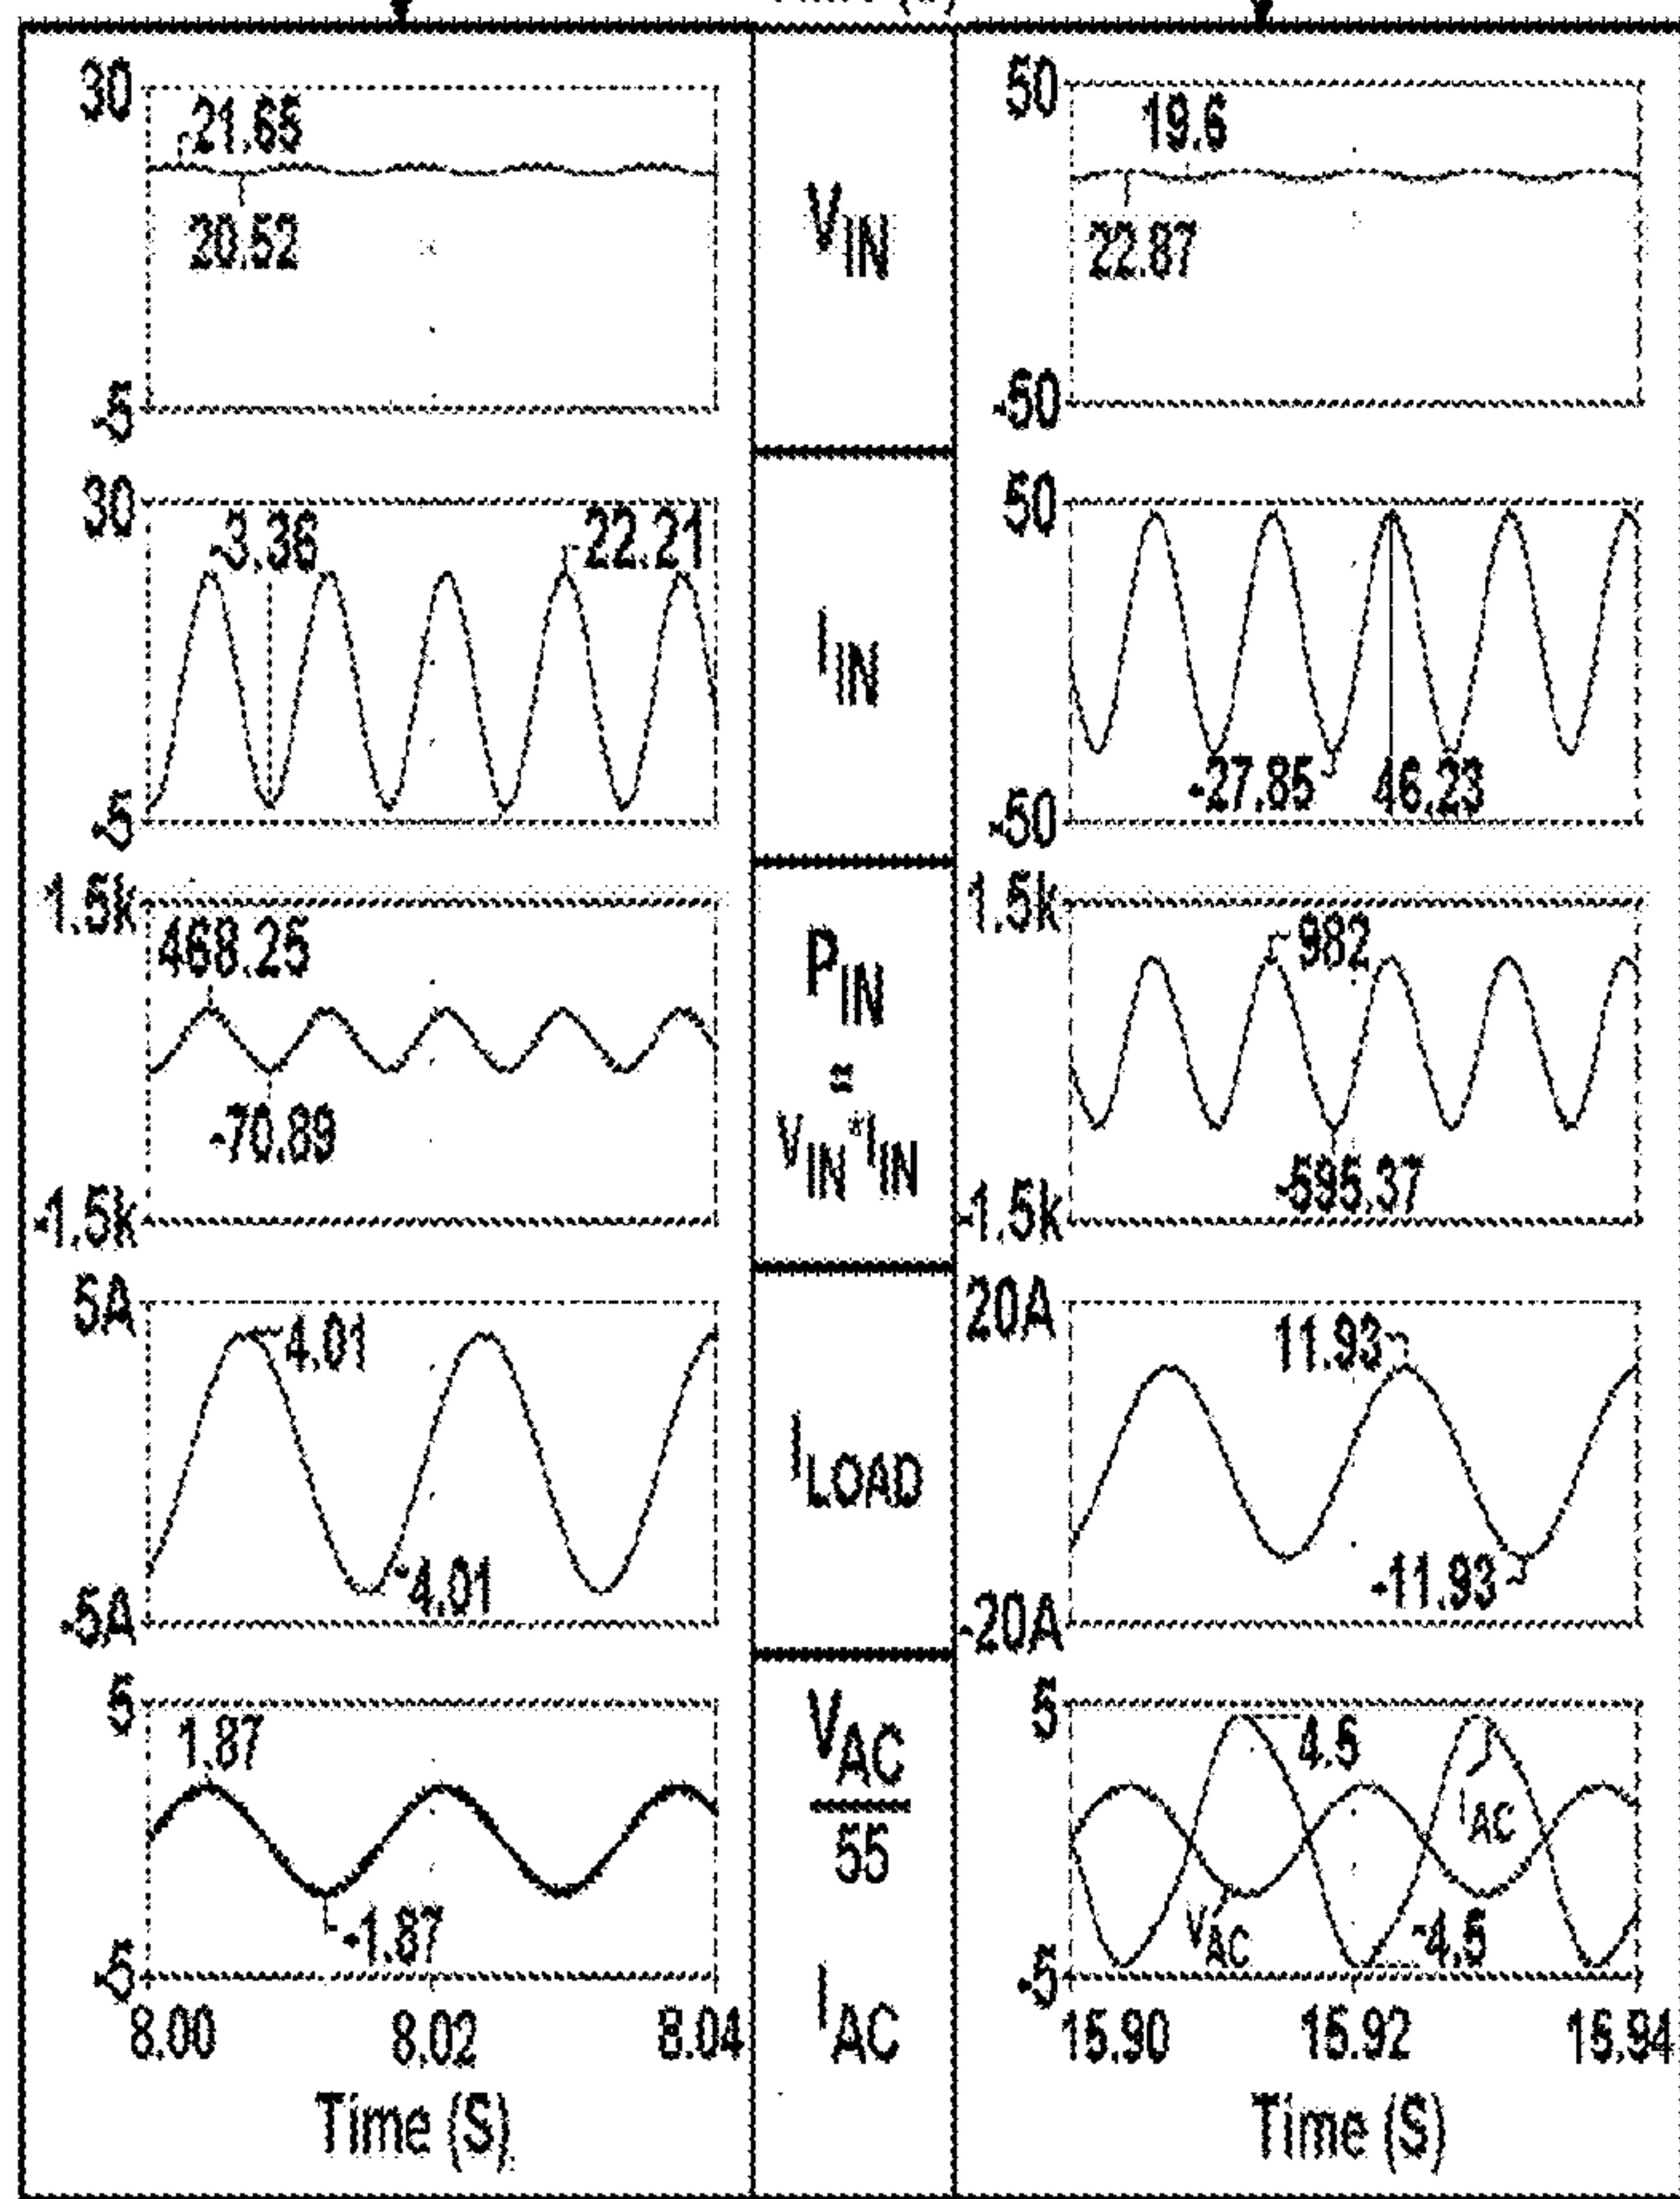 30
21.65
20.52
-5
V_IN
50
19.6
22.87
-50
30
-3.36
22.21
-5
I_IN
50
-27.85
46.23
-50
1.5k
468.25
-70.89
-1.5k
P_IN
=
V_IN*I_IN
1.5k
982
-595.37
-1.5k
5A
4.01
-4.01
-5A
I_LOAD
20A
11.93
-11.93
-20A
5
1.87
-1.87
-5
8.00 8.02 8.04
Time (S)
V_AC
55
I_AC
5
4.5
I_AC
V_AC
-4.5
-5
15.90 15.92 15.94
Time (S)